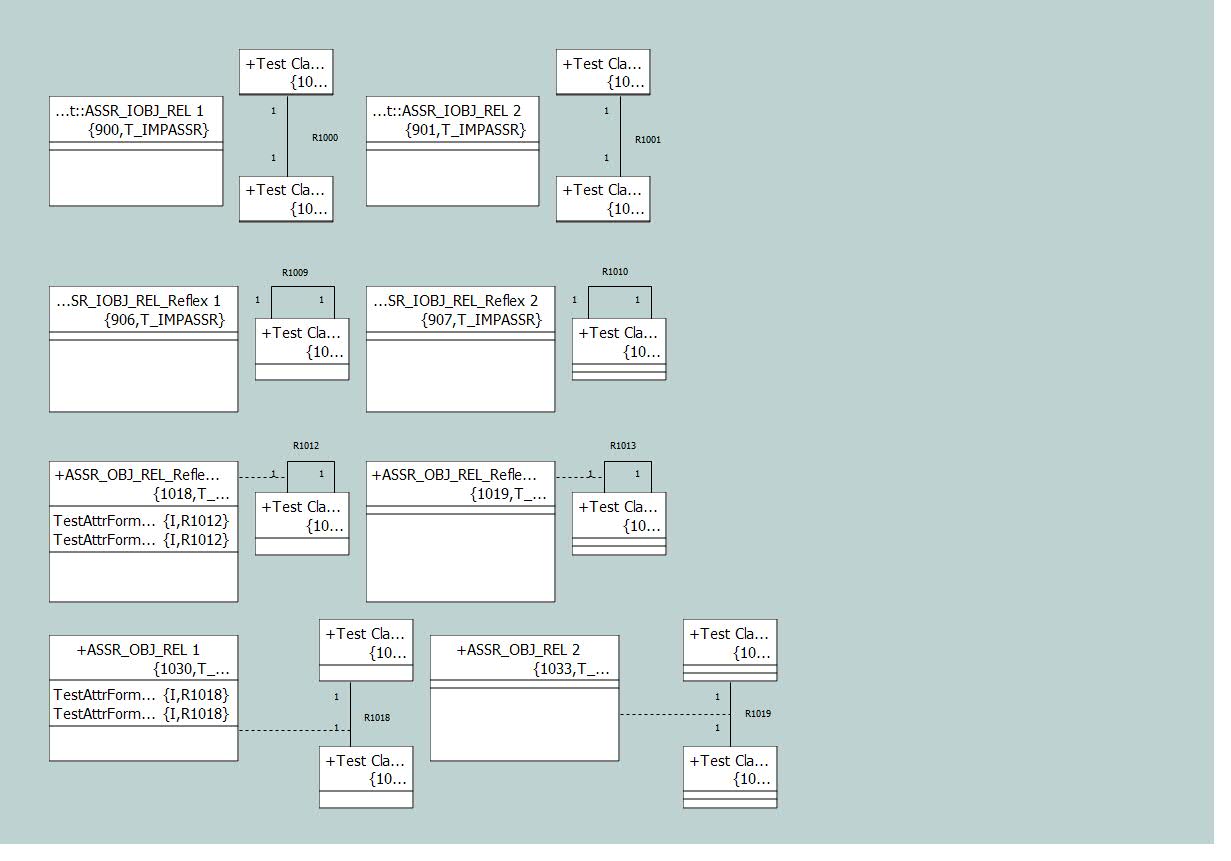 +Test Cla...
{10...
+Test Cla...
{10...
...t::ASSR_IOBJ_REL 1
{900,T_IMPASSR}
1
R1000
1
...t::ASSR_IOBJ_REL 2
{901,T_IMPASSR}
1
R1001
1
+Test Cla...
{10...
+Test Cla...
{10...
R1009
R1010
...SR_IOBJ_REL_Reflex 1
{906,T_IMPASSR}
1
1
...SR_IOBJ_REL_Reflex 2
{907,T_IMPASSR}
1
1
+Test Cla...
{10...
+Test Cla...
{10...
R1012
R1013
+ASSR_OBJ_REL_Refle...
{1018,T_...
1
1
+ASSR_OBJ_REL_Refle...
{1019,T_...
1
1
TestAttrForm... {I,R1012}
TestAttrForm... {I,R1012}
+Test Cla...
{10...
+Test Cla...
{10...
+Test Cla...
{10...
+Test Cla...
{10...
+ASSR_OBJ_REL 1
{1030,T_...
+ASSR_OBJ_REL 2
{1033,T_...
TestAttrForm... {I,R1018}
TestAttrForm... {I,R1018}
1
R1018
1
1
R1019
1
+Test Cla...
{10...
+Test Cla...
{10...